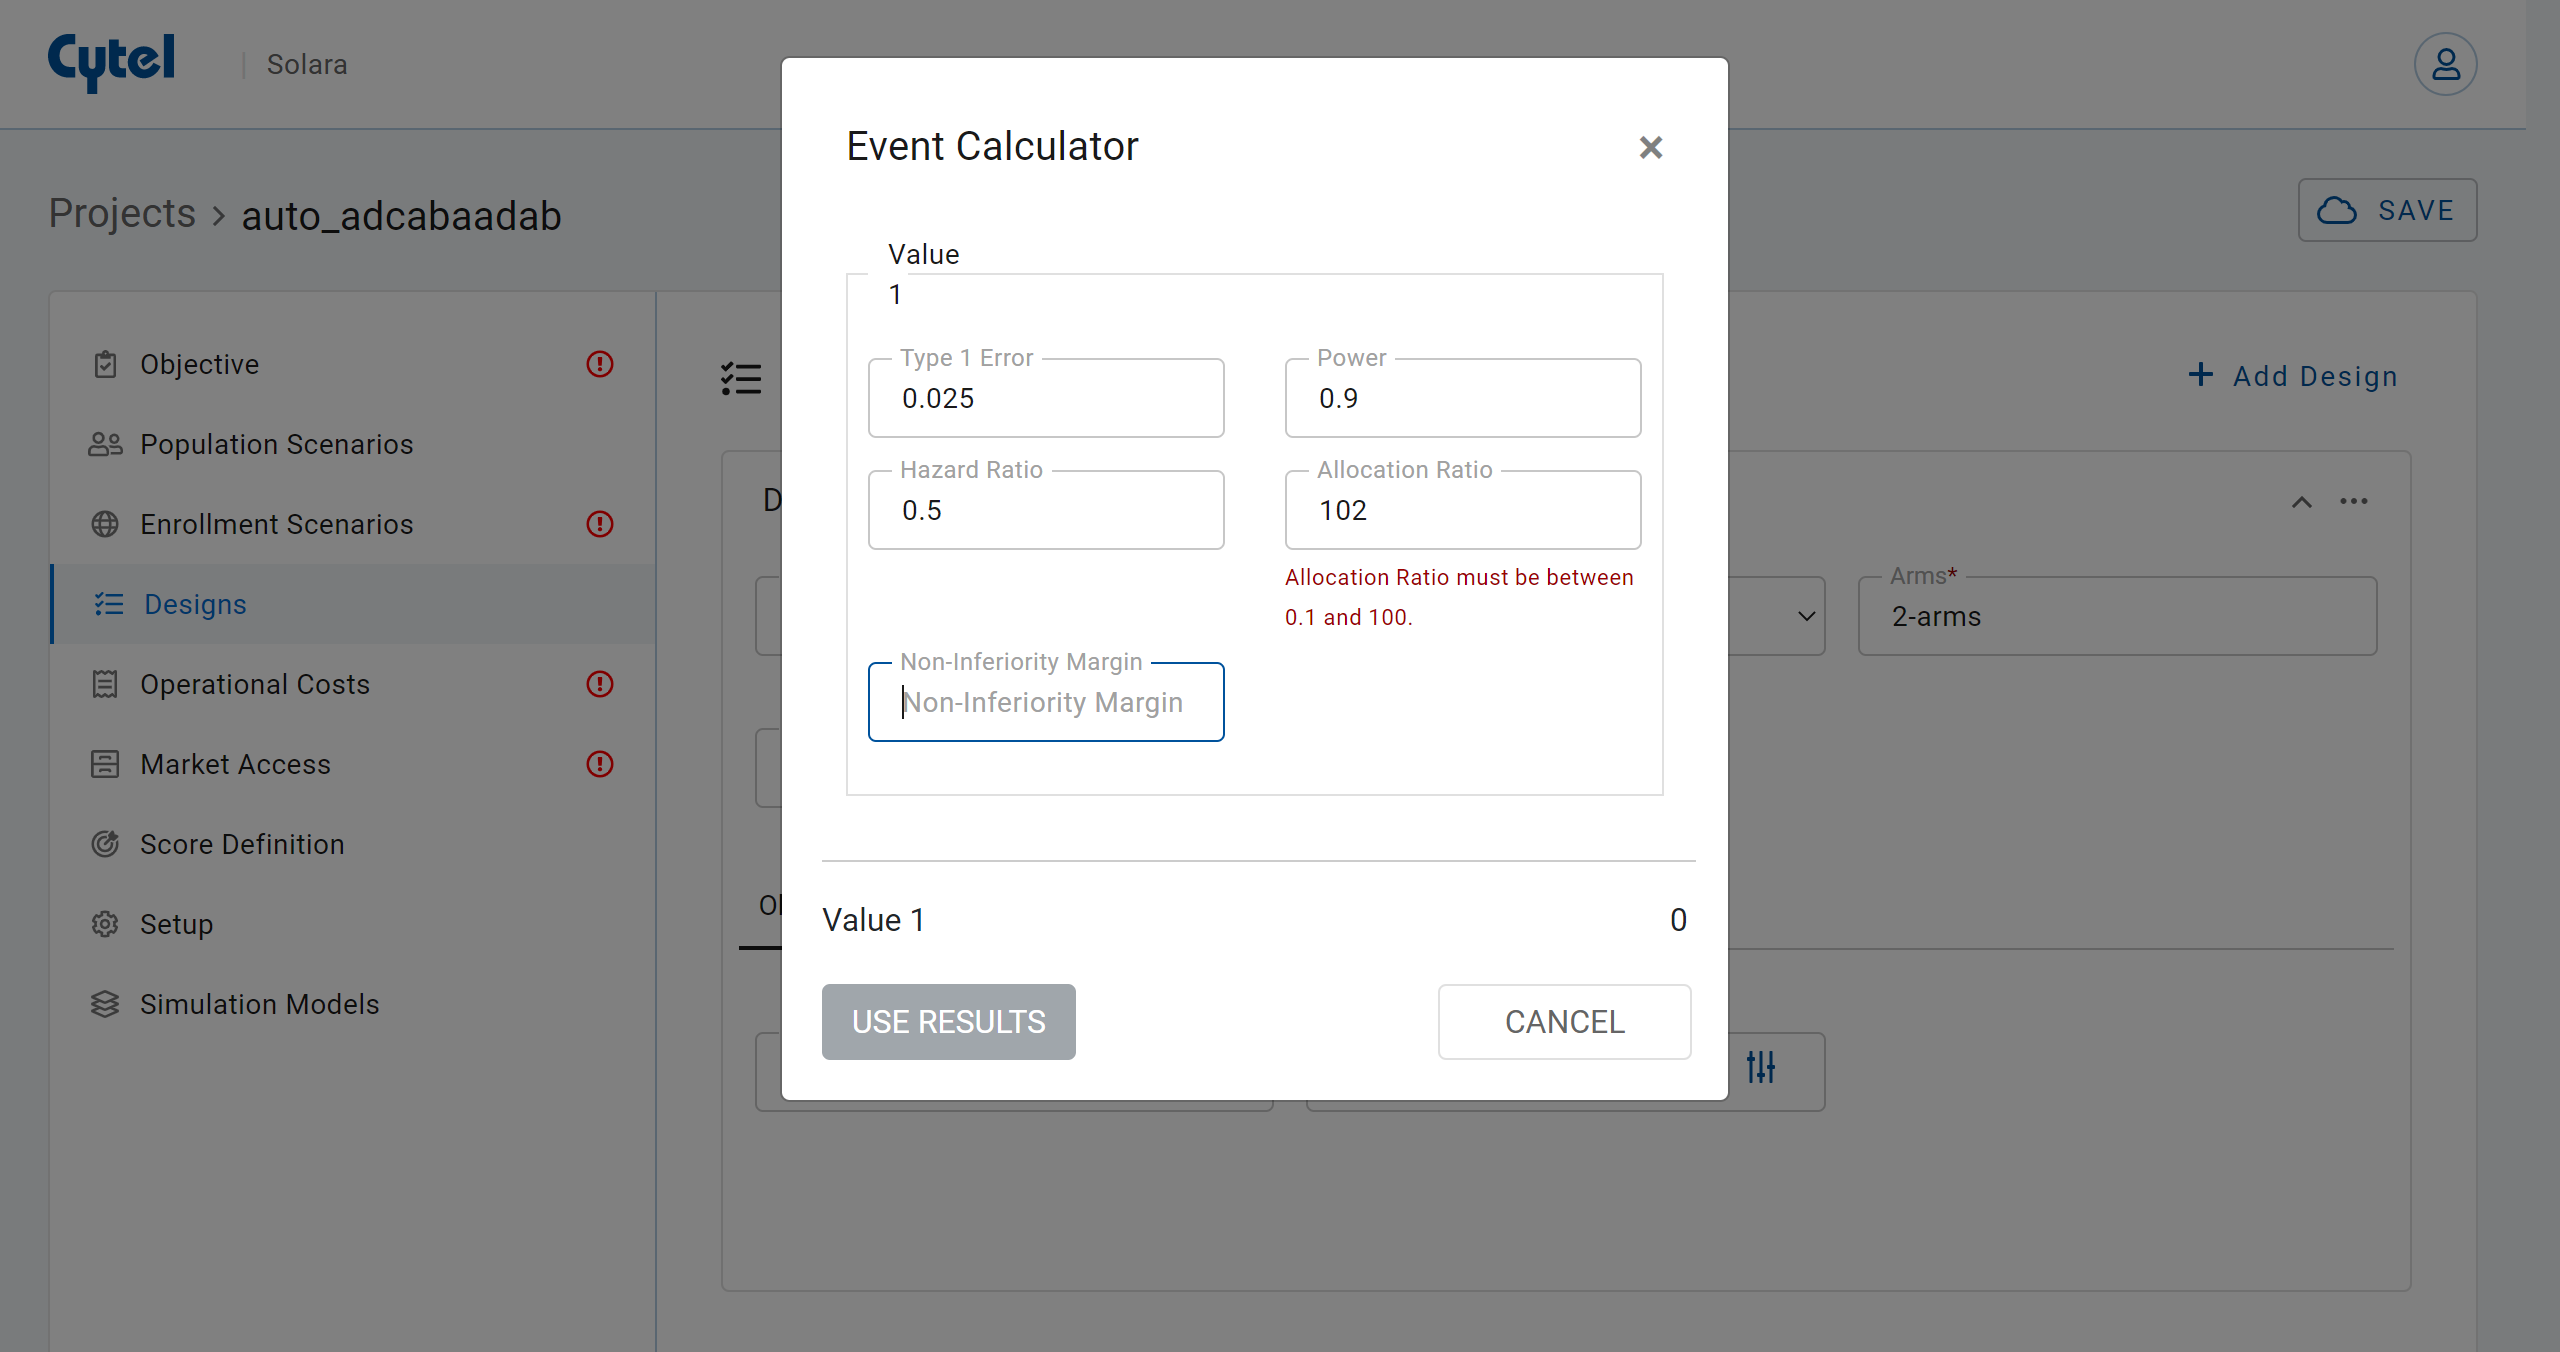 Cytel | Solara
Projects > auto_adcabaadab
SAVE
Objective
Population Scenarios
Enrollment Scenarios
Designs
Operational Costs
Market Access
Score Definition
Setup
Simulation Models
Add Design
Arms*
2-arms
Event Calculator
Value
1
Type 1 Error
0.025
Power
0.9
Hazard Ratio
0.5
Allocation Ratio
102
Allocation Ratio must be between
0.1 and 100.
Non-Inferiority Margin
Non-Inferiority Margin
Value 1
0
USE RESULTS
CANCEL